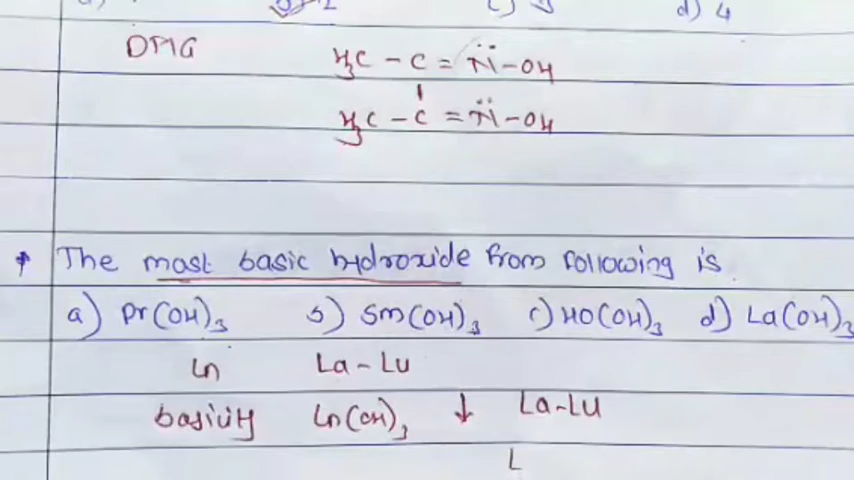 d) 4
DMG H₃C - C = N̈ - OH
H₃C - C = N̈ - OH
* The most basic hydroxide from following is
a) Pr(OH)₃ b) Sm(OH)₃ c) HO(OH)₃ d) La(OH)₃
Ln La - Lu
basicity Ln(OH)₃ ↓ La-LU
L